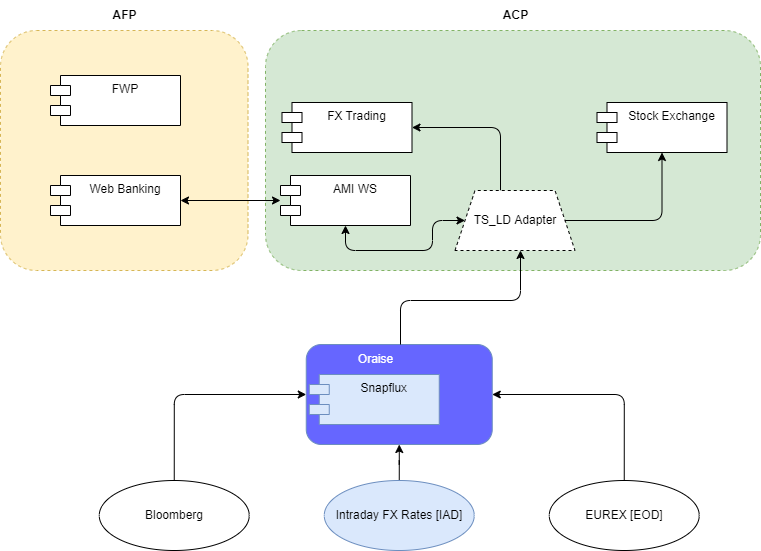 AFP
ACP
FWP
FX Trading
Stock Exchange
Web Banking
AMI WS
TS_LD Adapter
Oraise
Snapflux
Bloomberg
Intraday FX Rates [IAD]
EUREX [EOD]